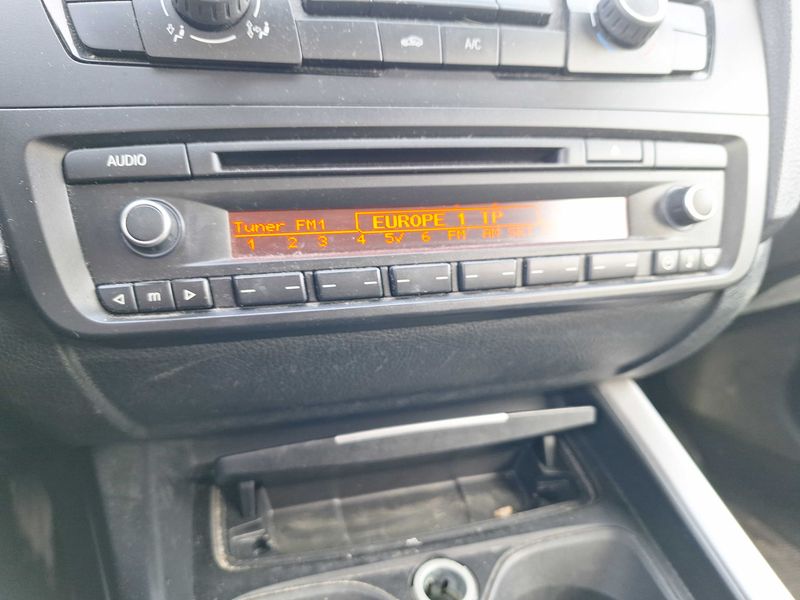 A/C
AUDIO
Tuner FM1 EUROPE 1 TP
1 2 3 4 5√ 6 FM AM
m